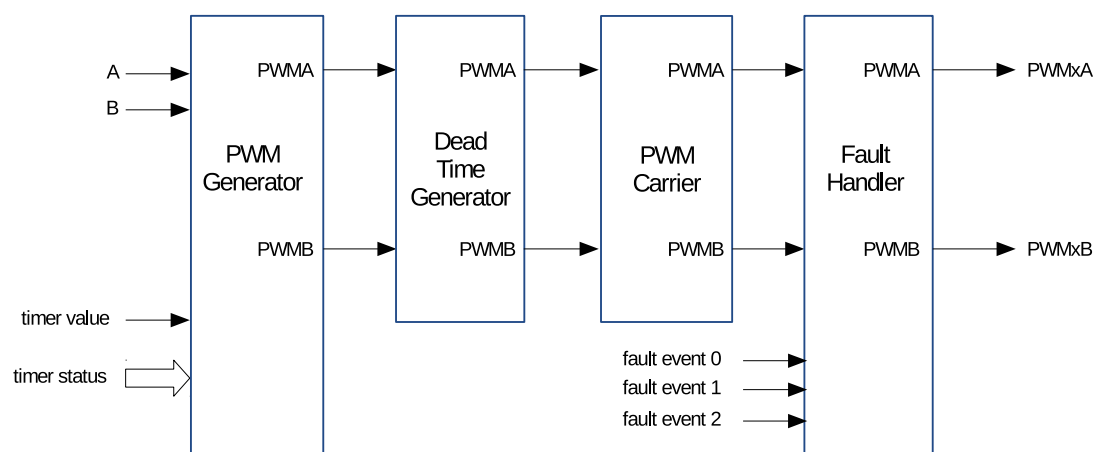 A
B
timer value
timer status
PWMA
PWM
Generator
PWMB
PWMA
Dead
Time
Generator
PWMB
PWMA
PWM
Carrier
PWMB
fault event 0
fault event 1
fault event 2
PWMA
Fault
Handler
PWMB
PWMxA
PWMxB